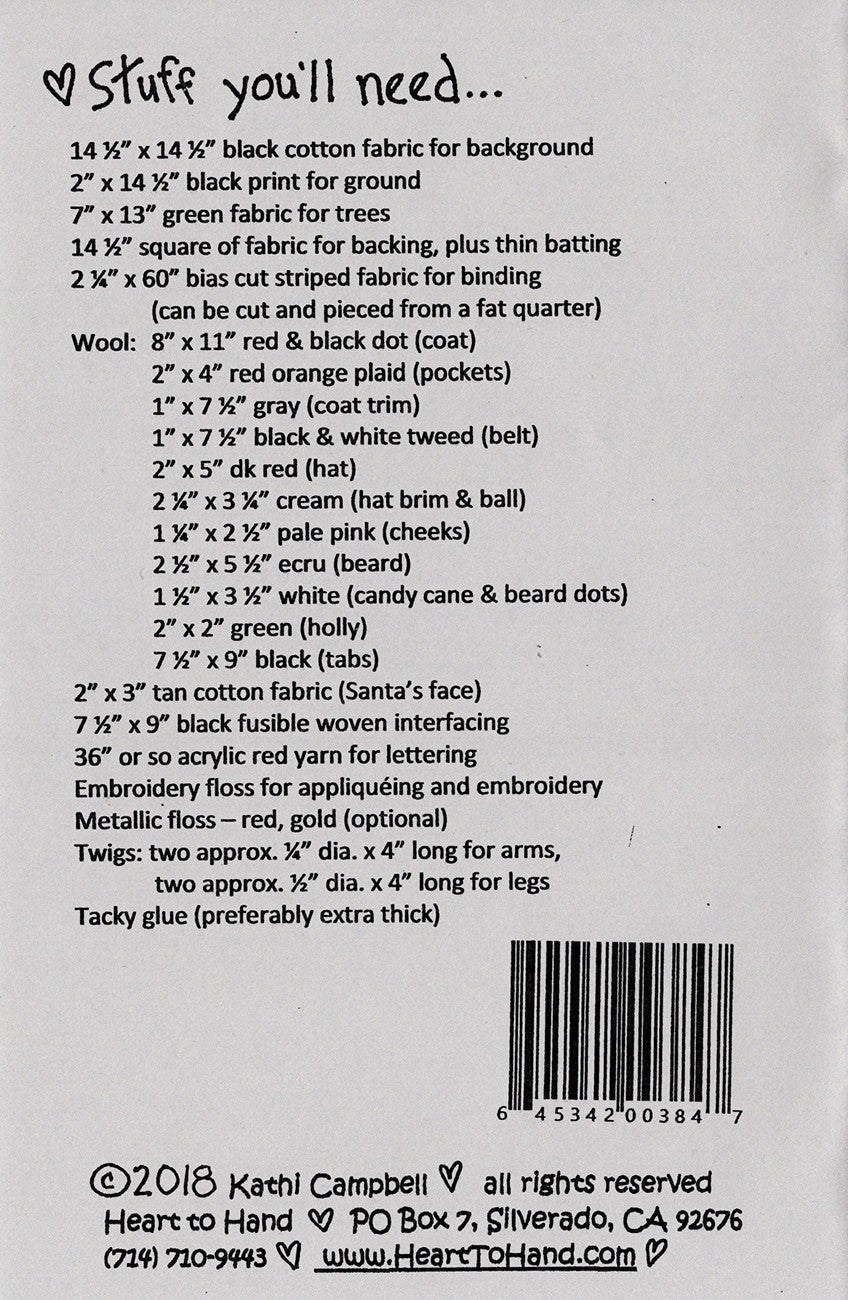 ♡ Stuff you'll need...
14 ½” x 14 ½” black cotton fabric for background
2” x 14 ½” black print for ground
7” x 13” green fabric for trees
14 ½” square of fabric for backing, plus thin batting
2 ¼” x 60” bias cut striped fabric for binding
(can be cut and pieced from a fat quarter)
Wool: 8” x 11” red & black dot (coat)
2” x 4” red orange plaid (pockets)
1” x 7 ½” gray (coat trim)
1” x 7 ½” black & white tweed (belt)
2” x 5” dk red (hat)
2 ¼” x 3 ¼” cream (hat brim & ball)
1 ¼” x 2 ½” pale pink (cheeks)
2 ½” x 5 ½” ecru (beard)
1 ½” x 3 ½” white (candy cane & beard dots)
2” x 2” green (holly)
7 ½” x 9” black (tabs)
2” x 3” tan cotton fabric (Santa’s face)
7 ½” x 9” black fusible woven interfacing
36” or so acrylic red yarn for lettering
Embroidery floss for appliquéing and embroidery
Metallic floss – red, gold (optional)
Twigs: two approx. ¼” dia. x 4” long for arms,
two approx. ½” dia. x 4” long for legs
Tacky glue (preferably extra thick)
6 45342 00384 7
©2018 Kathi Campbell ♡ all rights reserved
Heart to Hand ♡ PO Box 7, Silverado, CA 92676
(714) 710-9443 ♡ www.HeartToHand.com ♡